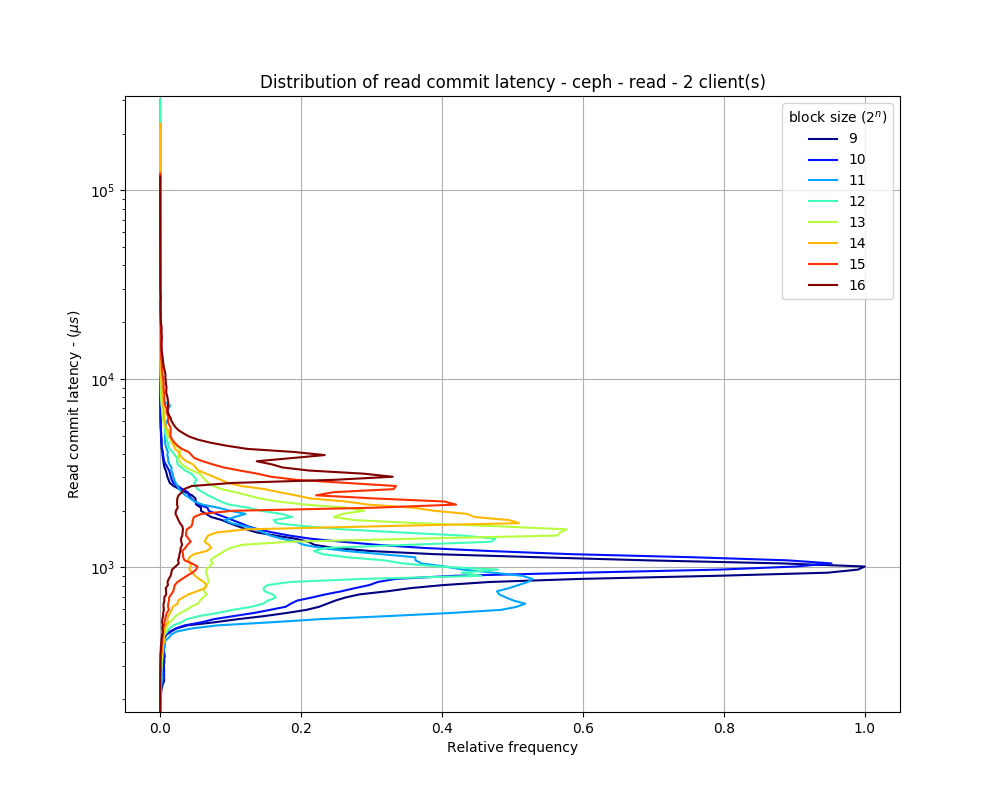 Distribution of read commit latency - ceph - read - 2 client(s)
block size (2ⁿ)
9
10
11
12
13
14
15
16
10⁵
10⁴
10³
Read commit latency - (μs)
0.0 0.2 0.4 0.6 0.8 1.0
Relative frequency